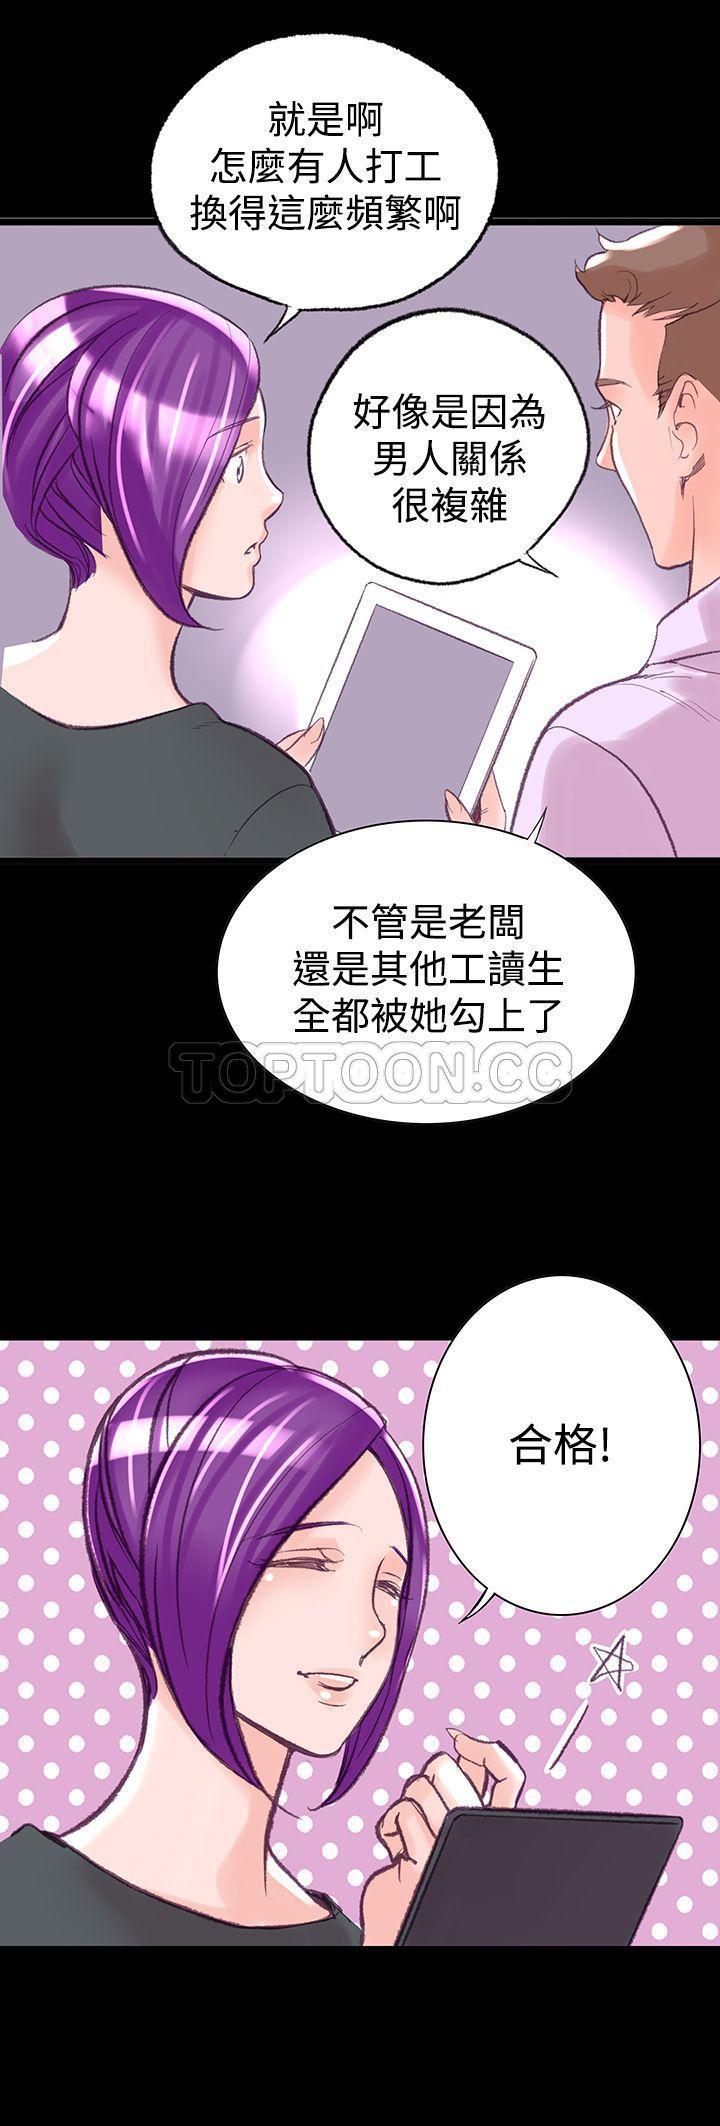 就是啊
怎麼有人打工
換得這麼頻繁啊
好像是因為
男人關係
很複雜
不管是老闆
還是其他工讀生
全都被她勾上了
TOPTOON.CC
合格!